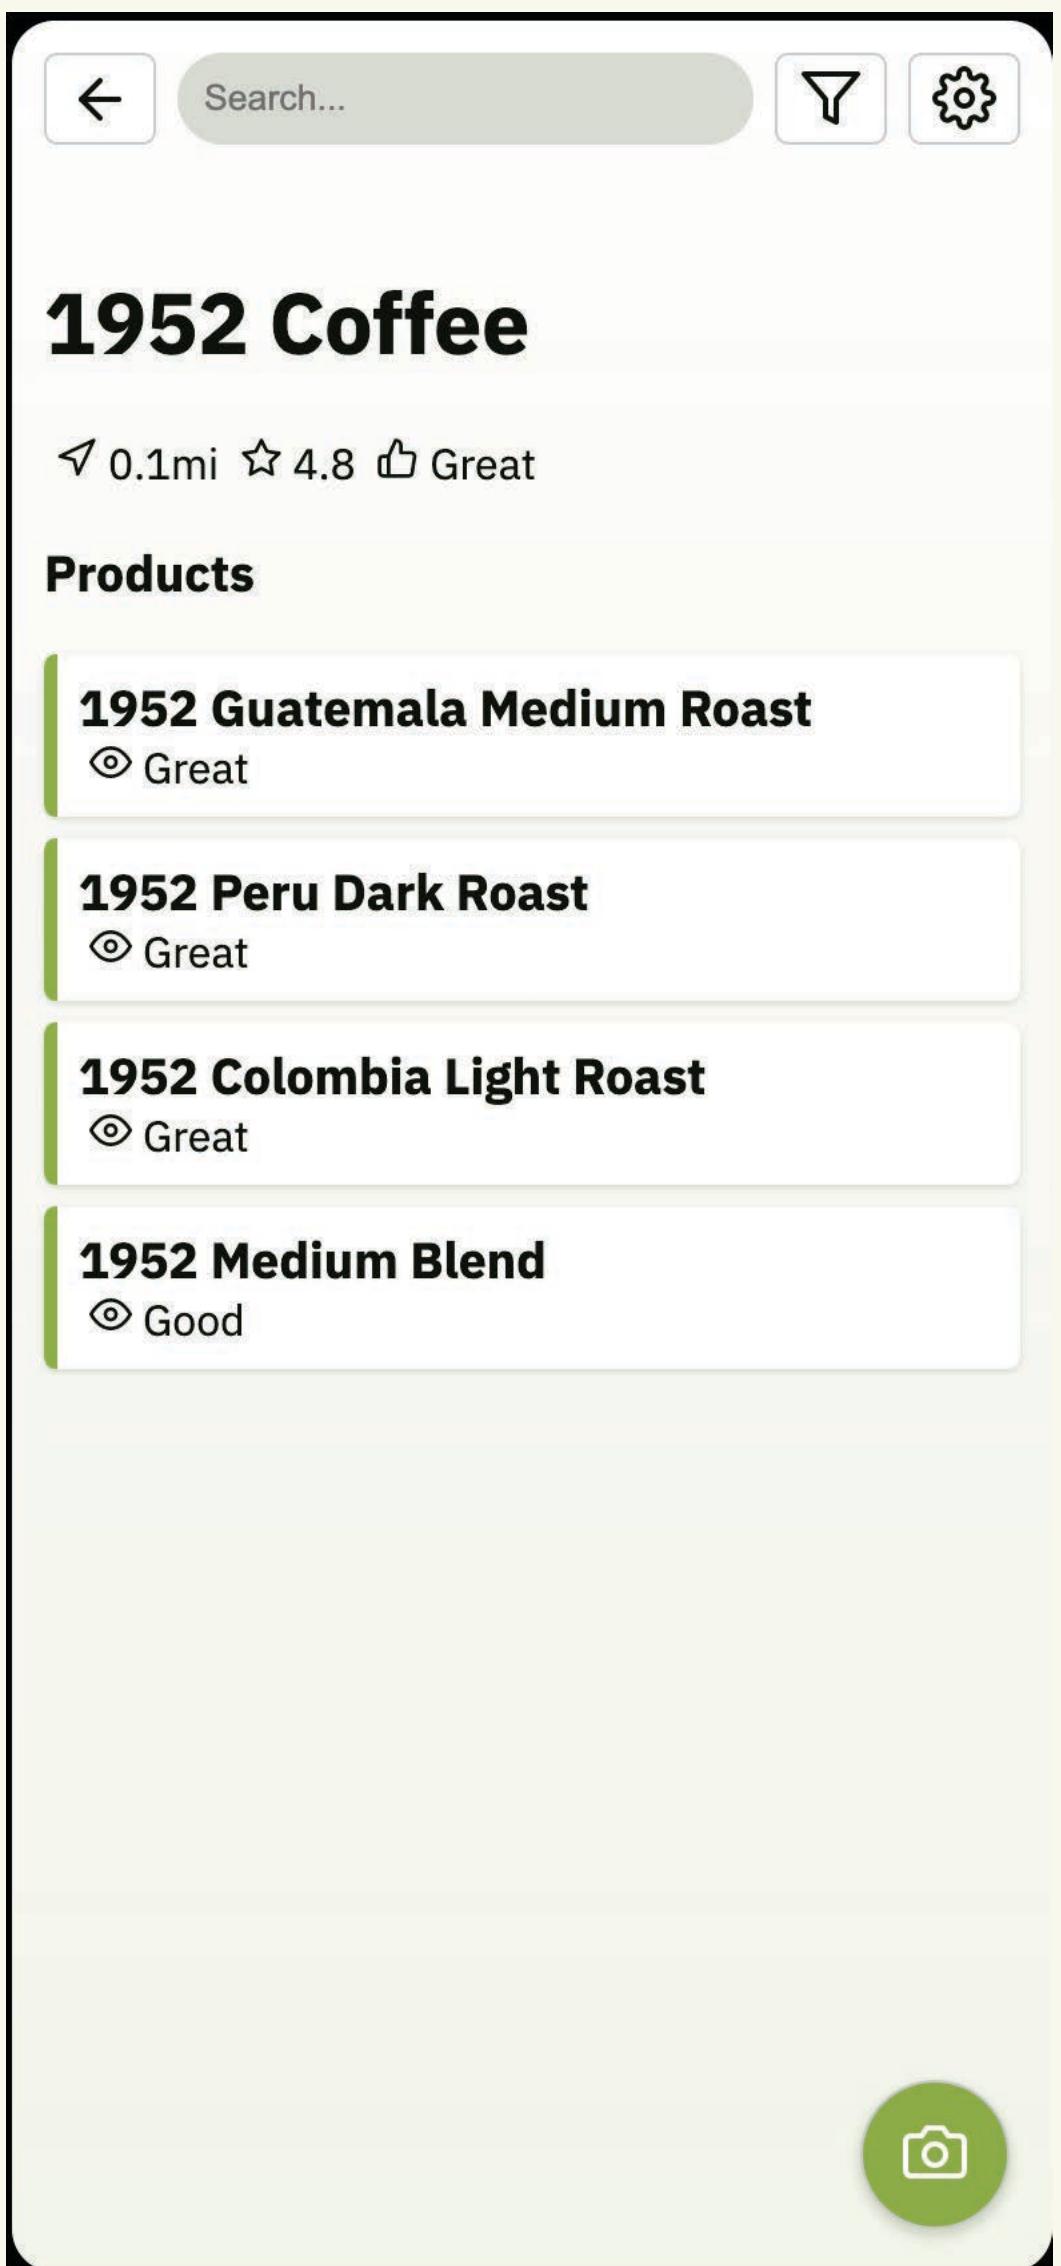 Search...
1952 Coffee
0.1mi 4.8 Great
Products
1952 Guatemala Medium Roast
Great
1952 Peru Dark Roast
Great
1952 Colombia Light Roast
Great
1952 Medium Blend
Good